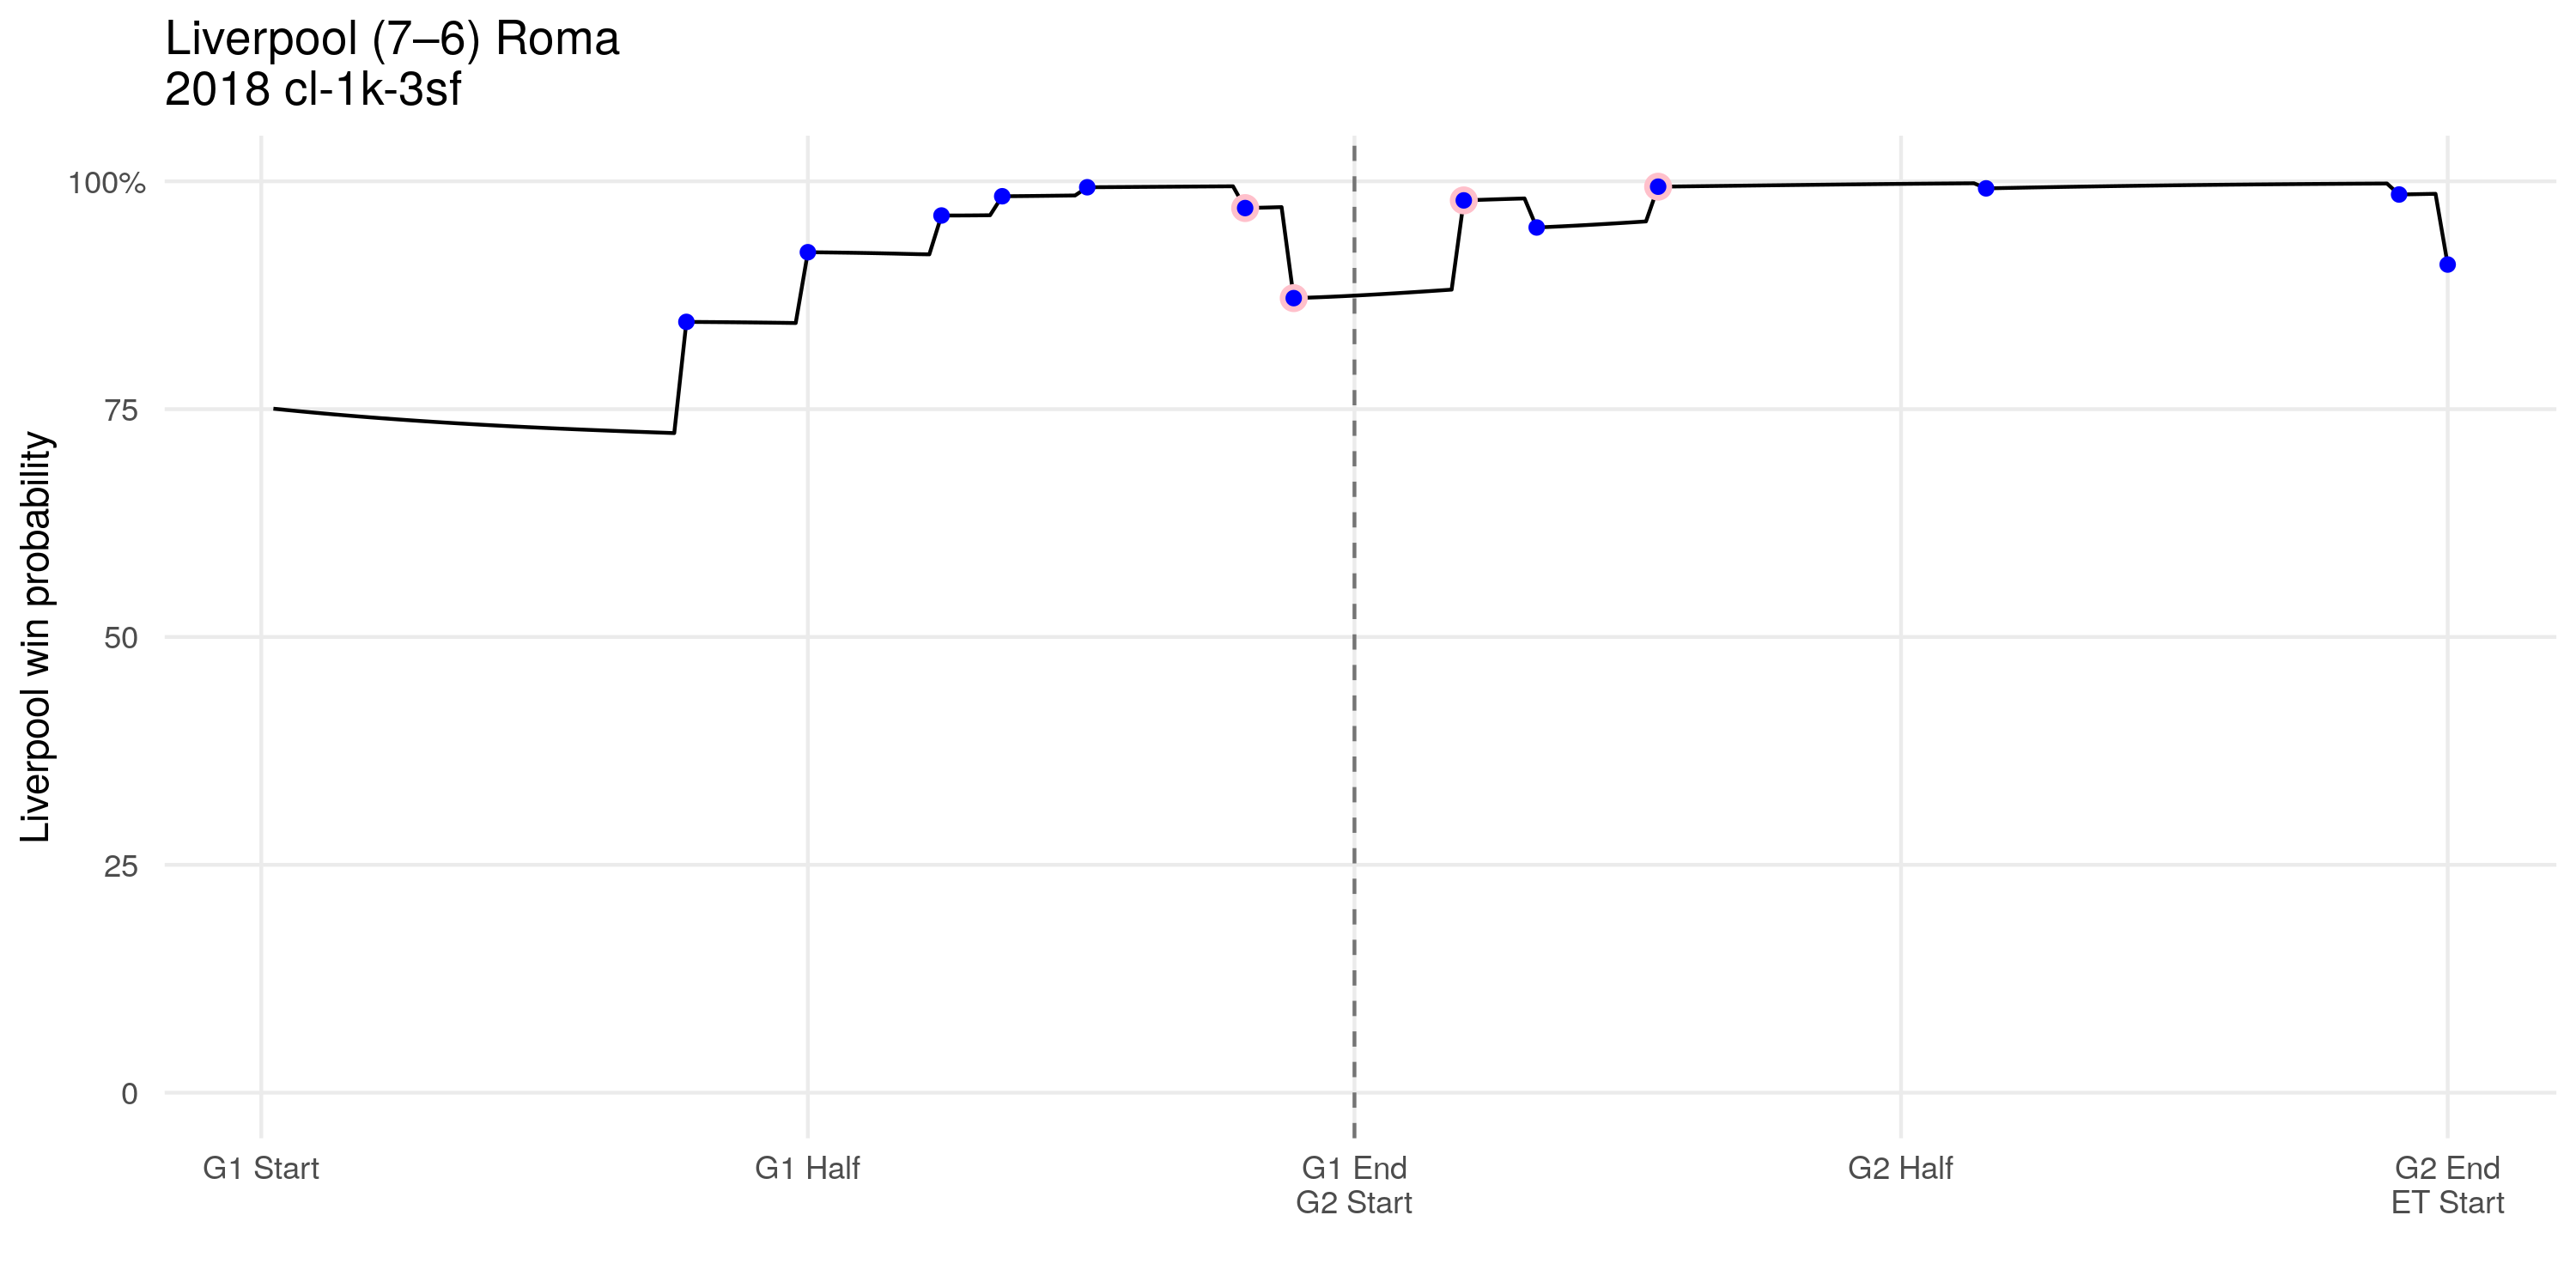 Liverpool (7–6) Roma
2018 cl-1k-3sf
Liverpool win probability
100%
75
50
25
0
G1 Start
G1 Half
G1 End
G2 Start
G2 Half
G2 End
ET Start